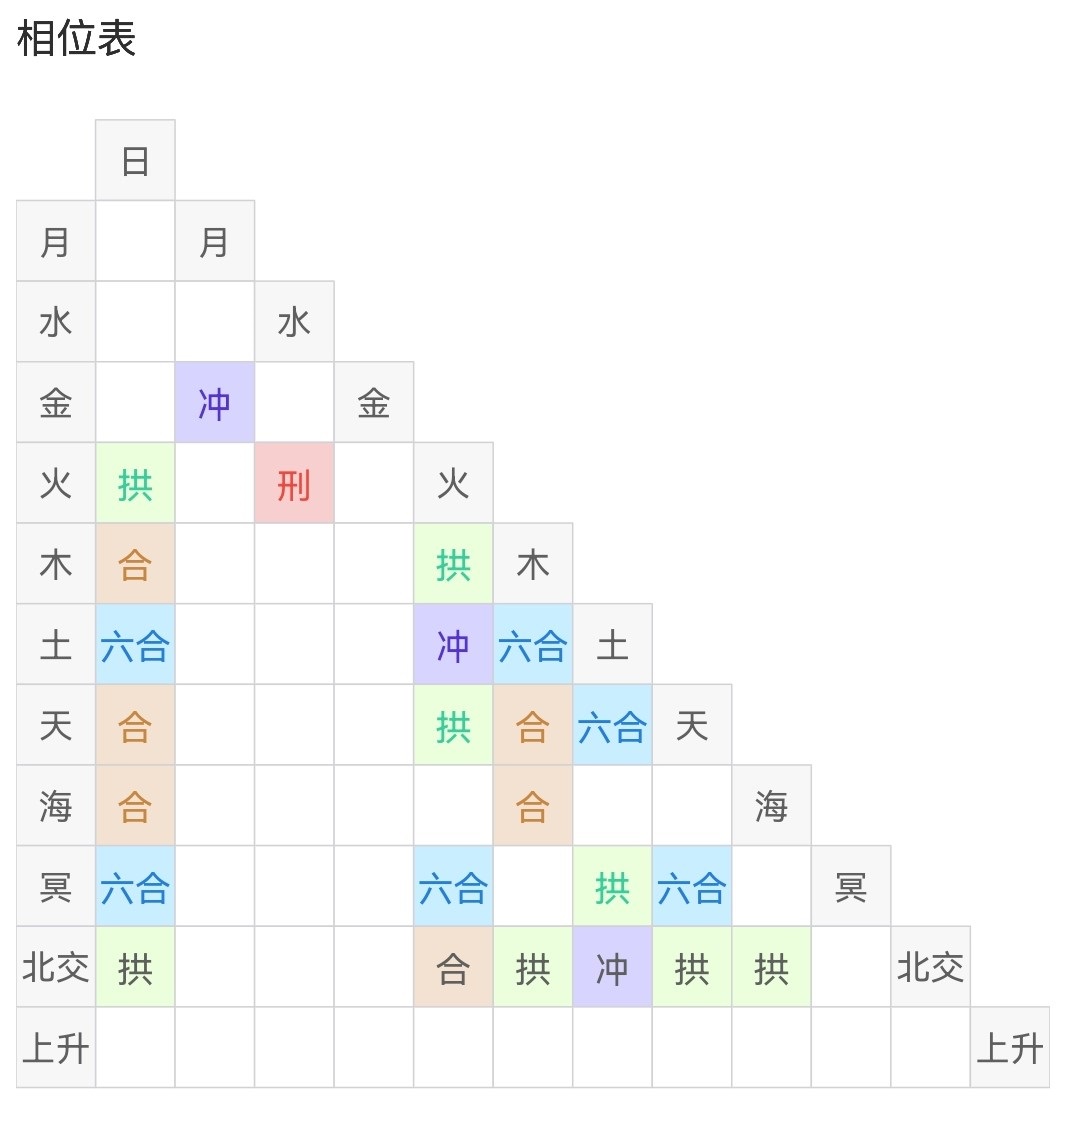 相位表
日
月 月
水 水
金 冲 金
火 拱 刑 火
木 合 拱 木
土 六合 冲 六合 土
天 合 拱 合 六合 天
海 合 合 海
冥 六合 六合 拱 六合 冥
北交 拱 合 拱 冲 拱 拱 北交
上升 上升